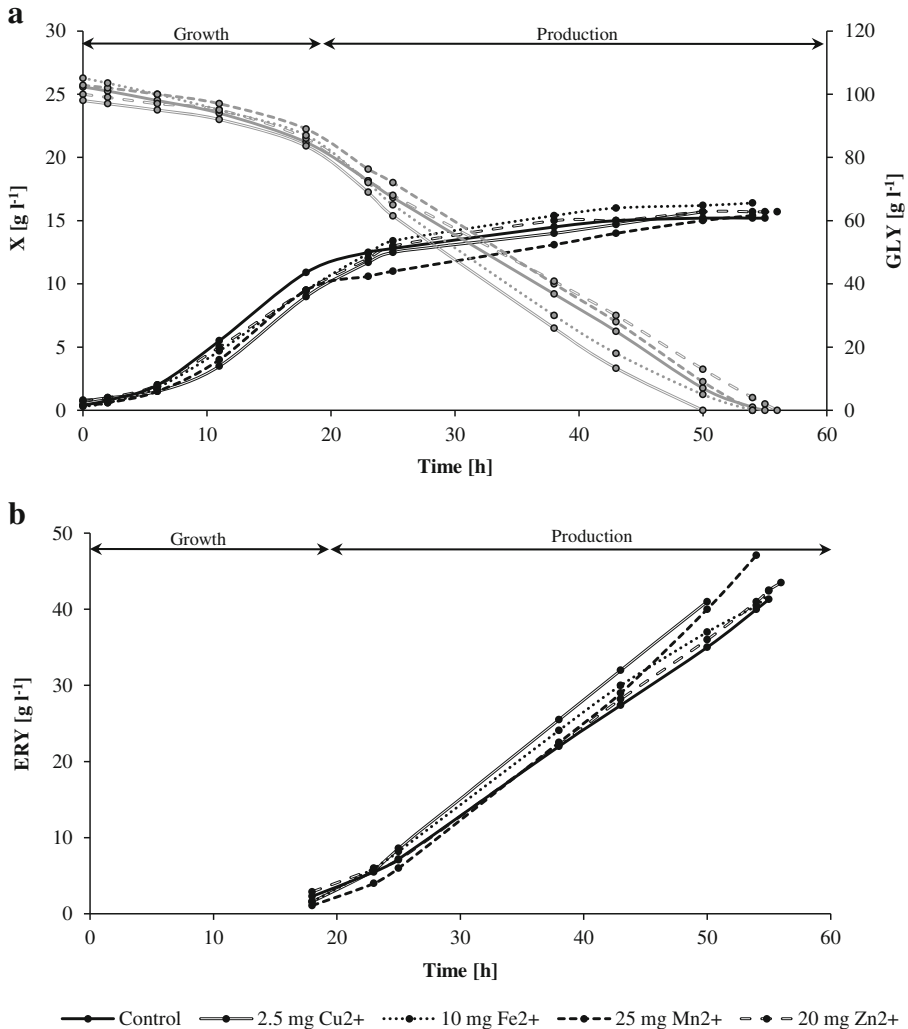 a
Growth
Production
30
25
20
15
10
5
0
X [g l-1]
120
100
80
60
40
20
0
GLY [g l-1]
0 10 20 30 40 50 60
Time [h]
b
Growth
Production
50
40
30
20
10
0
ERY [g l-1]
0 10 20 30 40 50 60
Time [h]
Control 2.5 mg Cu2+ 10 mg Fe2+ 25 mg Mn2+ 20 mg Zn2+